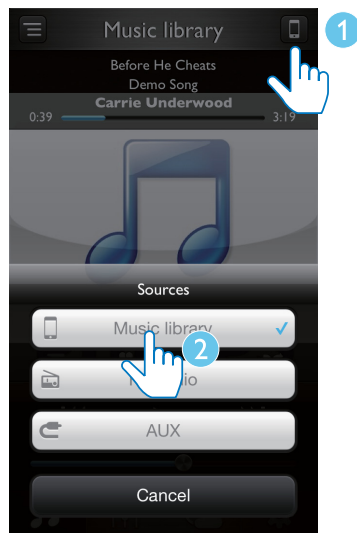 Music library
1
Before He Cheats
Demo Song
Carrie Underwood
0:39
3:19
Sources
Music library
2
AUX
Cancel